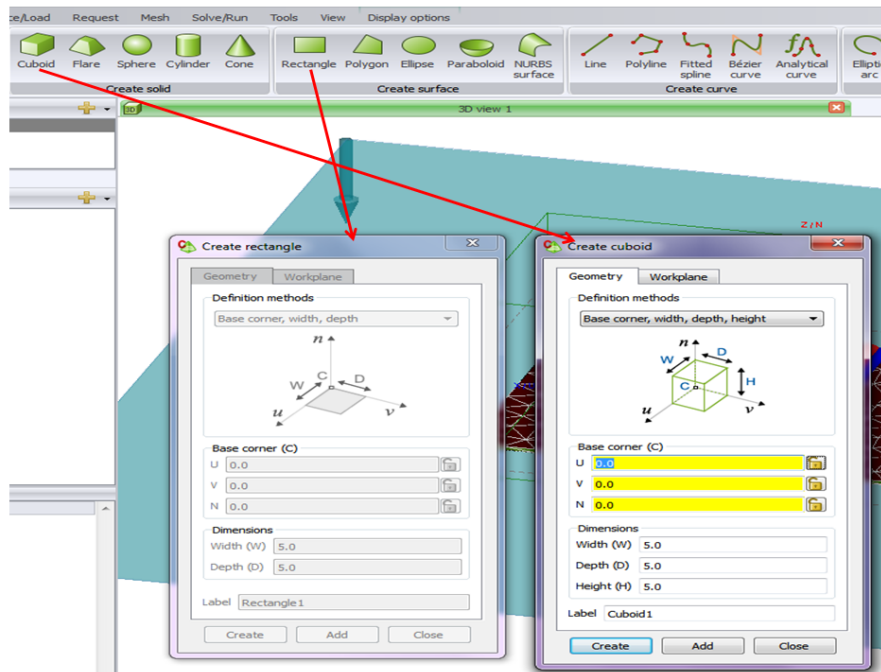 ce/Load Request Mesh Solve/Run Tools View Display options
Cuboid Flare Sphere Cylinder Cone Rectangle Polygon Ellipse Paraboloid NURBS surface Line Polyline Fitted spline Bézier curve Analytical curve Ellipti arc
Create solid Create surface Create curve
3D 3D view 1
Z/N
Create rectangle
Geometry Workplane
Definition methods
Base corner, width, depth
n
C D
W
u v
Base corner (C)
U 0.0
V 0.0
N 0.0
Dimensions
Width (W) 5.0
Depth (D) 5.0
Label Rectangle1
Create Add Close
Create cuboid
Geometry Workplane
Definition methods
Base corner, width, depth, height
n
D
W
C H
u v
Base corner (C)
U 0.0
V 0.0
N 0.0
Dimensions
Width (W) 5.0
Depth (D) 5.0
Height (H) 5.0
Label Cuboid1
Create Add Close